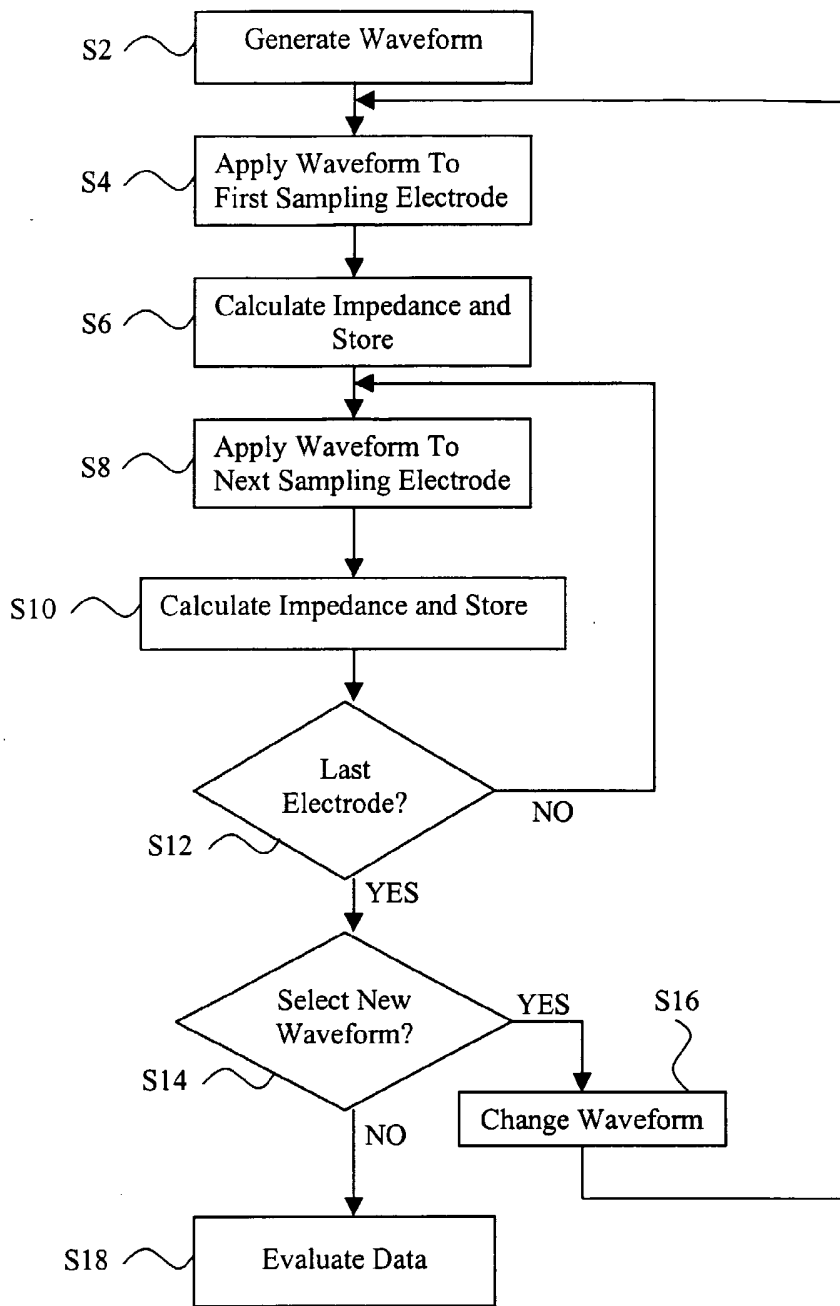 S2
Generate Waveform
S4
Apply Waveform To
First Sampling Electrode
S6
Calculate Impedance and
Store
S8
Apply Waveform To
Next Sampling Electrode
S10
Calculate Impedance and Store
Last
Electrode?
NO
S12
YES
Select New
Waveform?
YES
S16
S14
Change Waveform
NO
S18
Evaluate Data